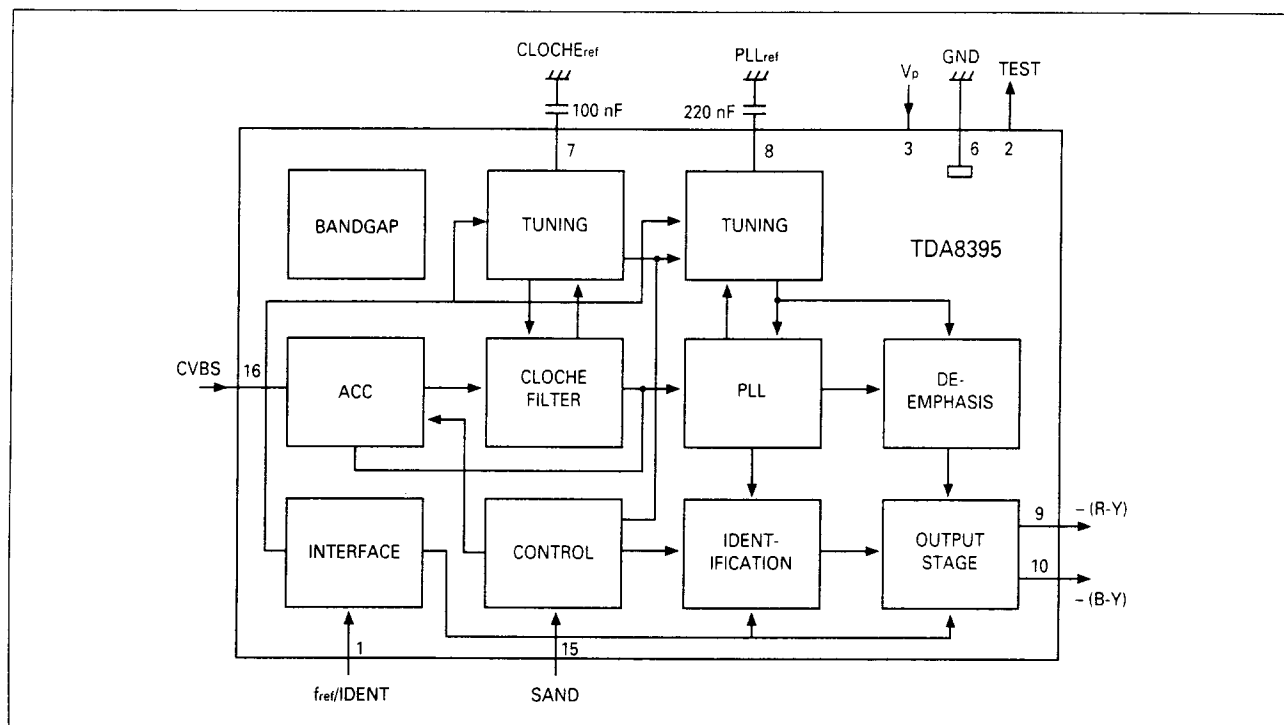 CLOCHEref
PLLref
GND
Vp
TEST
100 nF
220 nF
7
8
3
6
2
BANDGAP
TUNING
TUNING
TDA8395
CVBS
16
ACC
CLOCHE
FILTER
PLL
DE-
EMPHASIS
INTERFACE
CONTROL
IDENT-
IFICATION
OUTPUT
STAGE
9
–(R-Y)
10
–(B-Y)
1
15
fref/IDENT
SAND